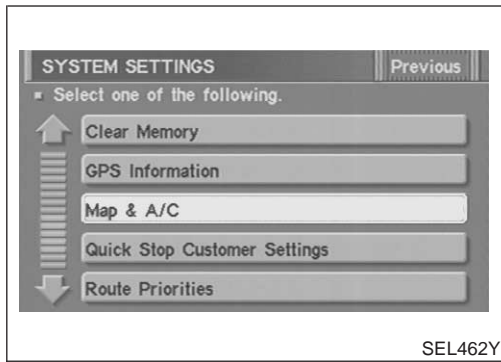 SYSTEM SETTINGS Previous
Select one of the following.
Clear Memory
GPS Information
Map & A/C
Quick Stop Customer Settings
Route Priorities
SEL462Y